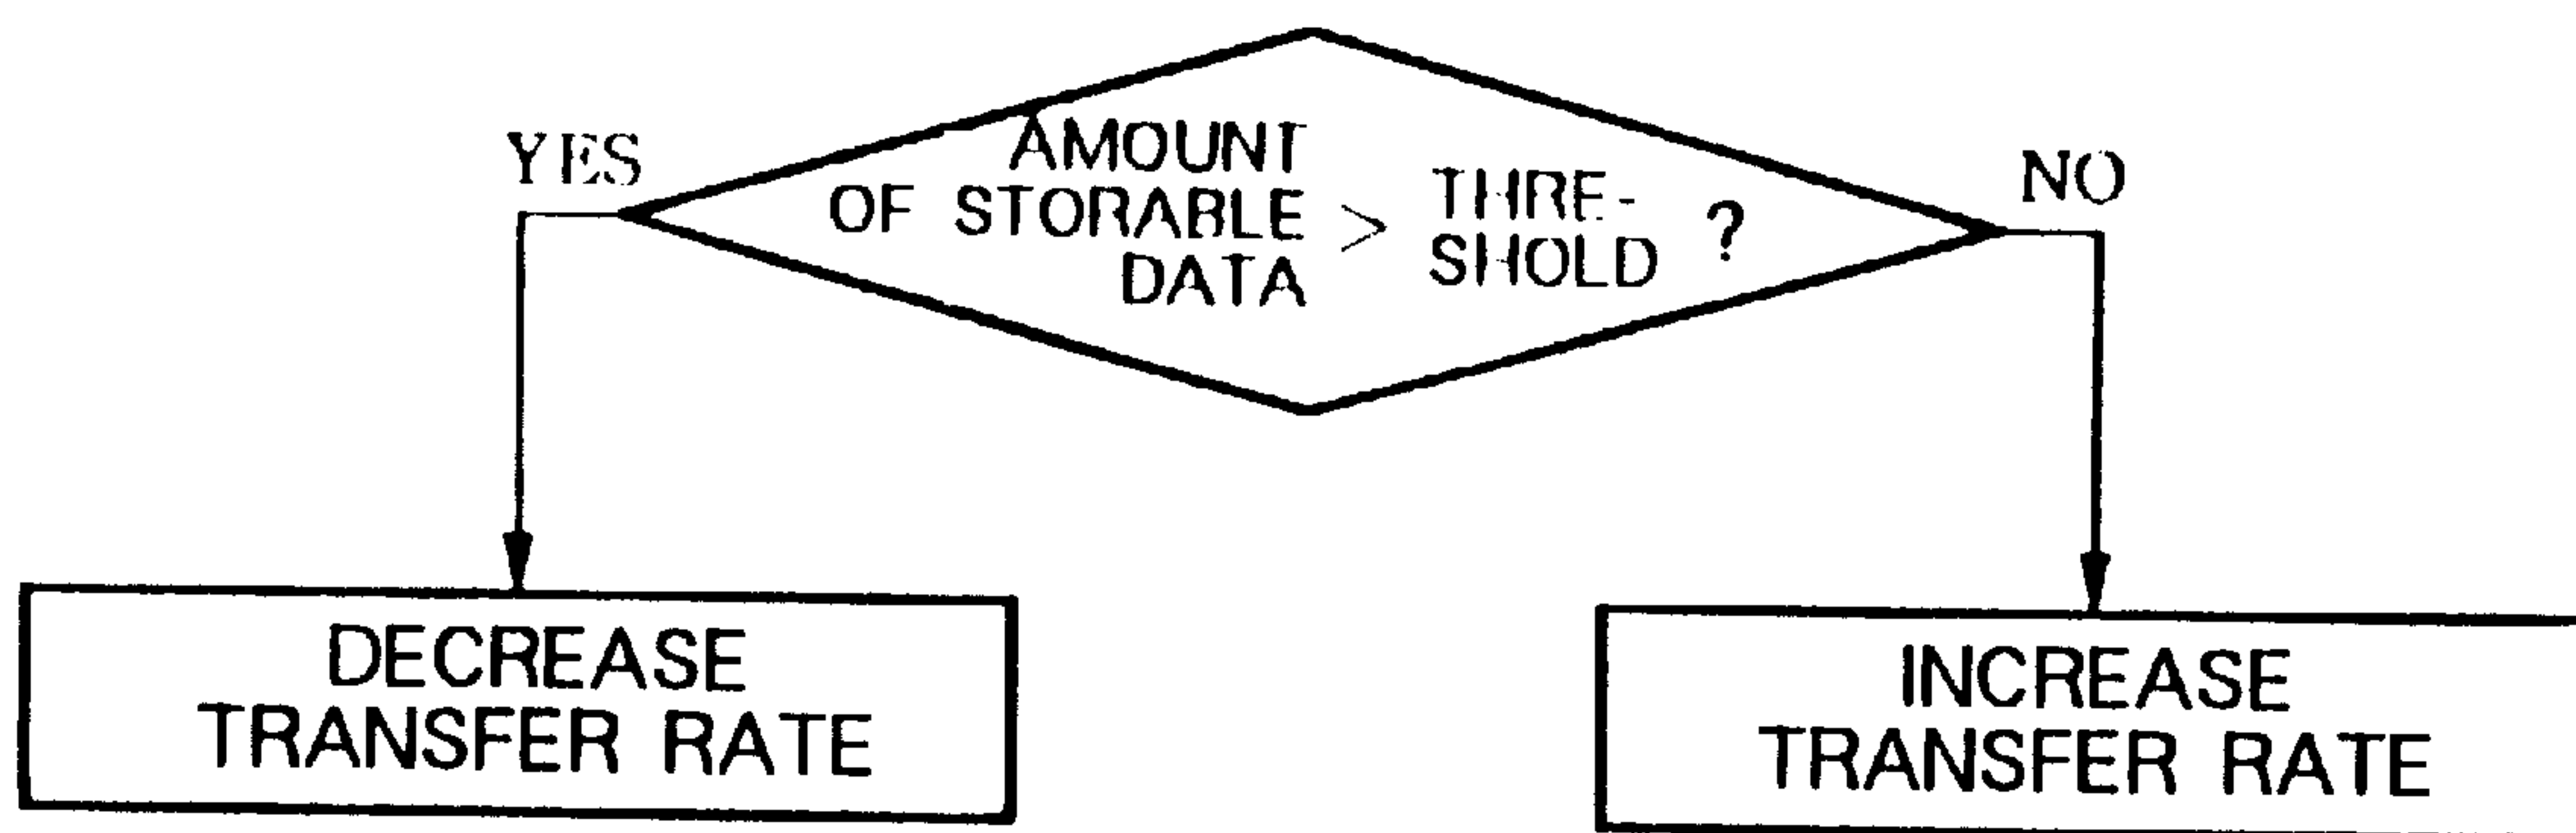 YES
AMOUNT
OF STORABLE
DATA
>
THRE-
SHOLD
?
NO
DECREASE
TRANSFER RATE
INCREASE
TRANSFER RATE